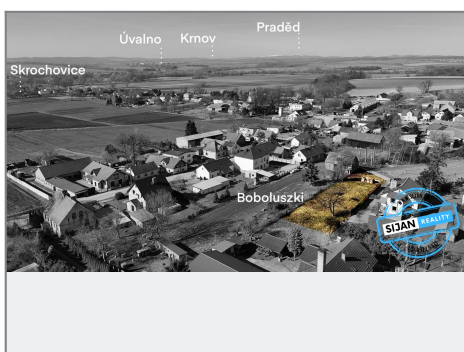 Praděd
Úvalno
Krnov
Skrochovice
Boboluszki
SIJAN REALITY